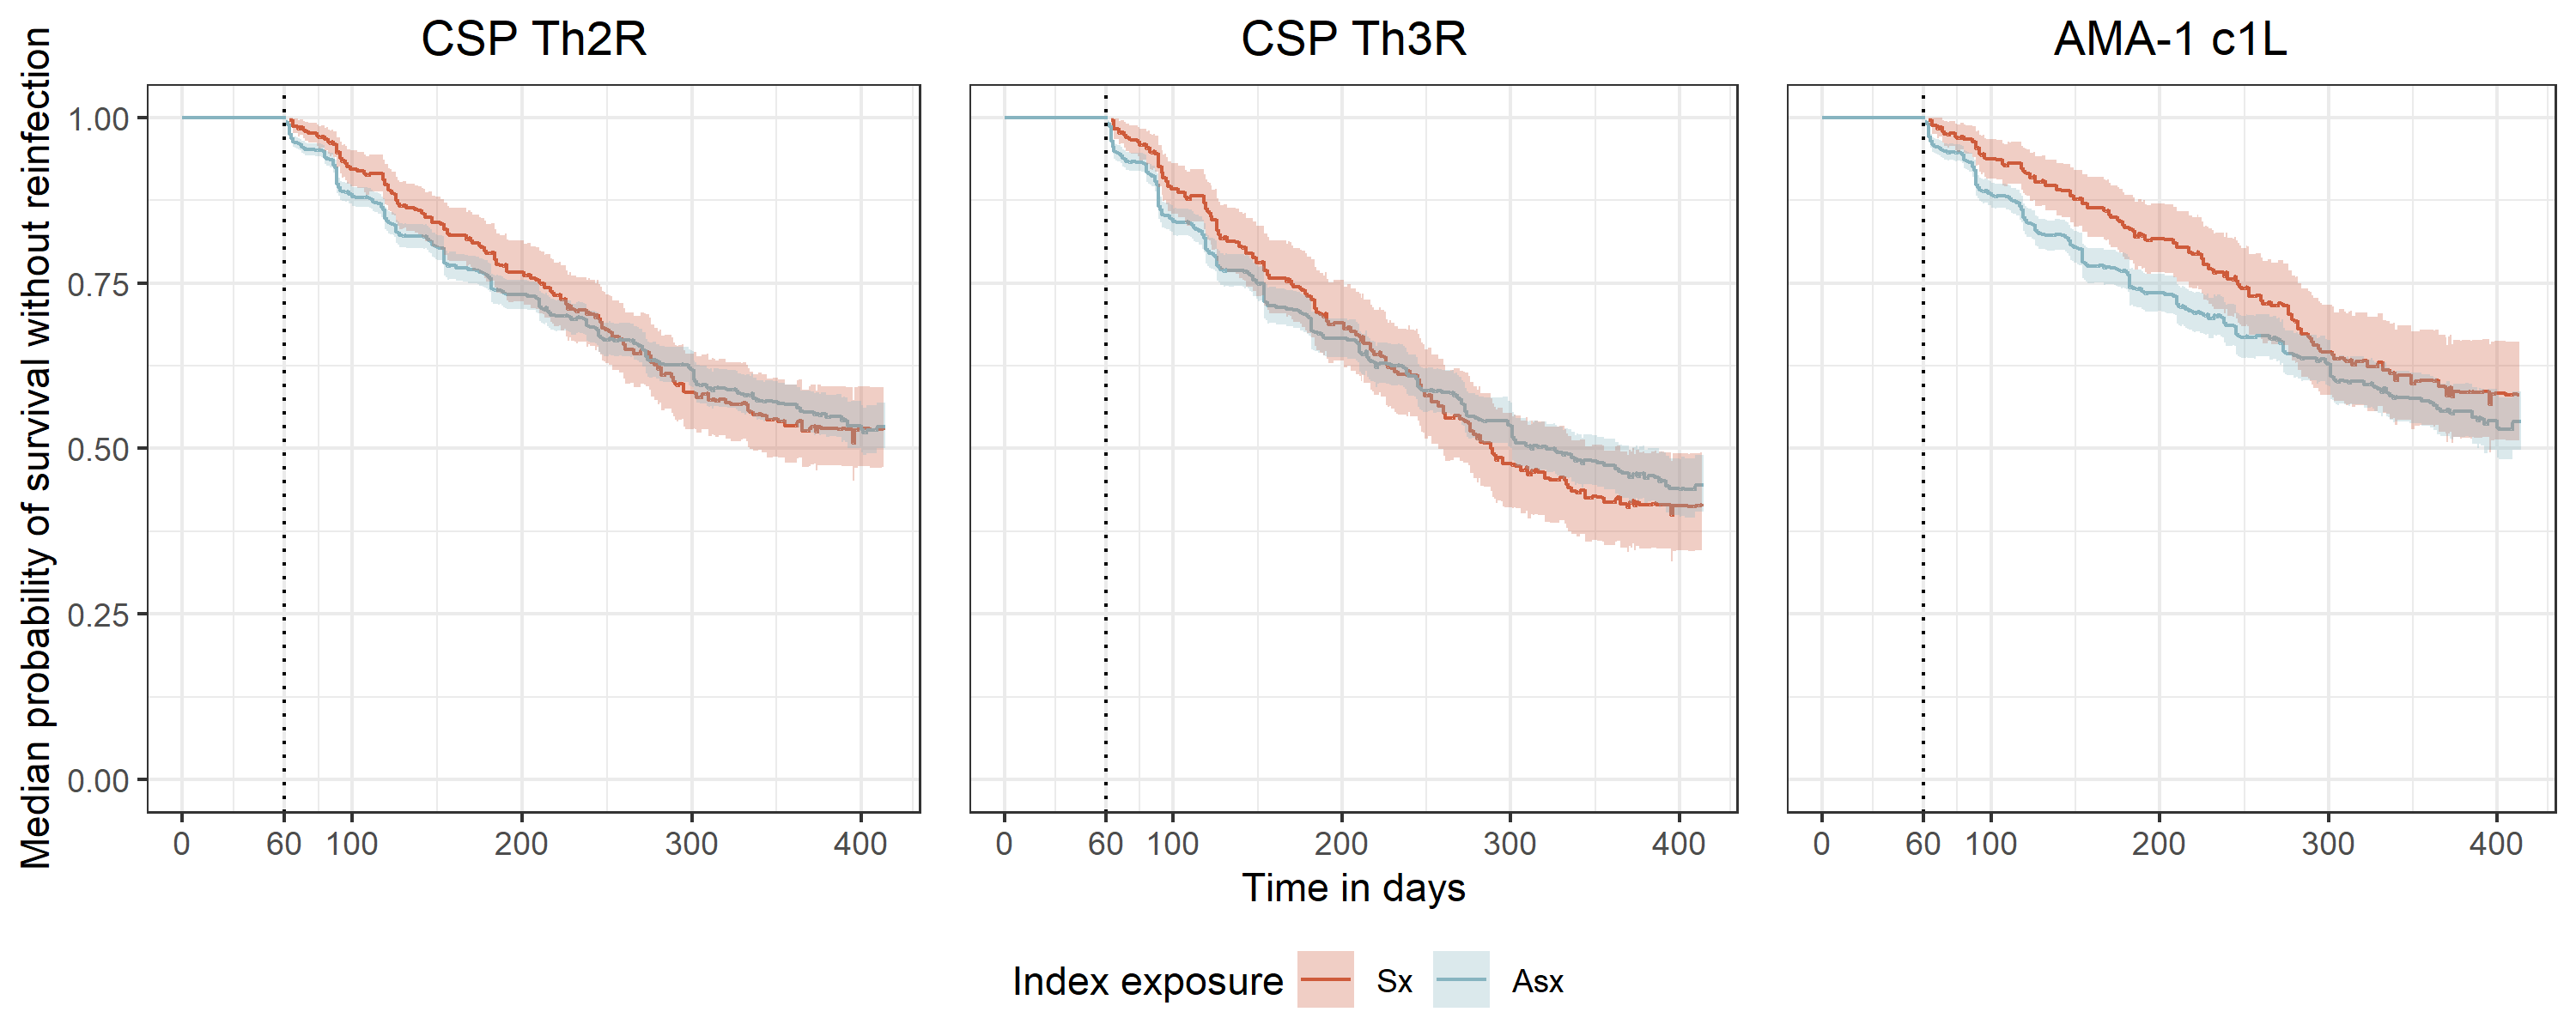 CSP Th2R
CSP Th3R
AMA-1 c1L
Median probability of survival without reinfection
1.00
0.75
0.50
0.25
0.00
0 60 100 200 300 400
0 60 100 200 300 400
0 60 100 200 300 400
Time in days
Index exposure Sx Asx